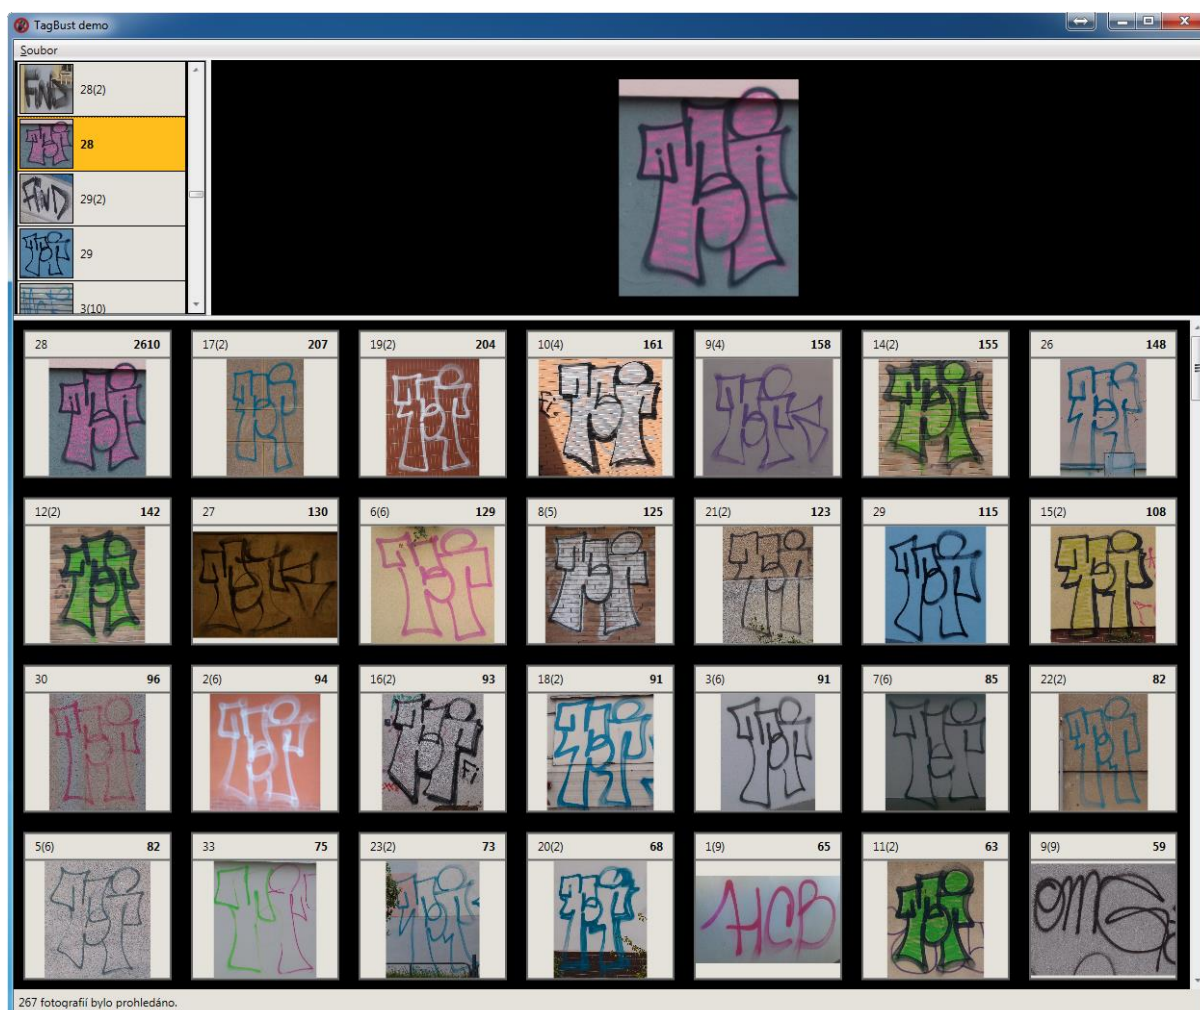 TagBust demo
Soubor
28(2)
28
29(2)
29
3(10)
28 2610 17(2) 207 19(2) 204 10(4) 161 9(4) 158 14(2) 155 26 148
12(2) 142 27 130 6(6) 129 8(5) 125 21(2) 123 29 115 15(2) 108
30 96 2(6) 94 16(2) 93 18(2) 91 3(6) 91 7(6) 85 22(2) 82
5(6) 82 33 75 23(2) 73 20(2) 68 1(9) 65 11(2) 63 9(9) 59
HCB
267 fotografií bylo prohledáno.